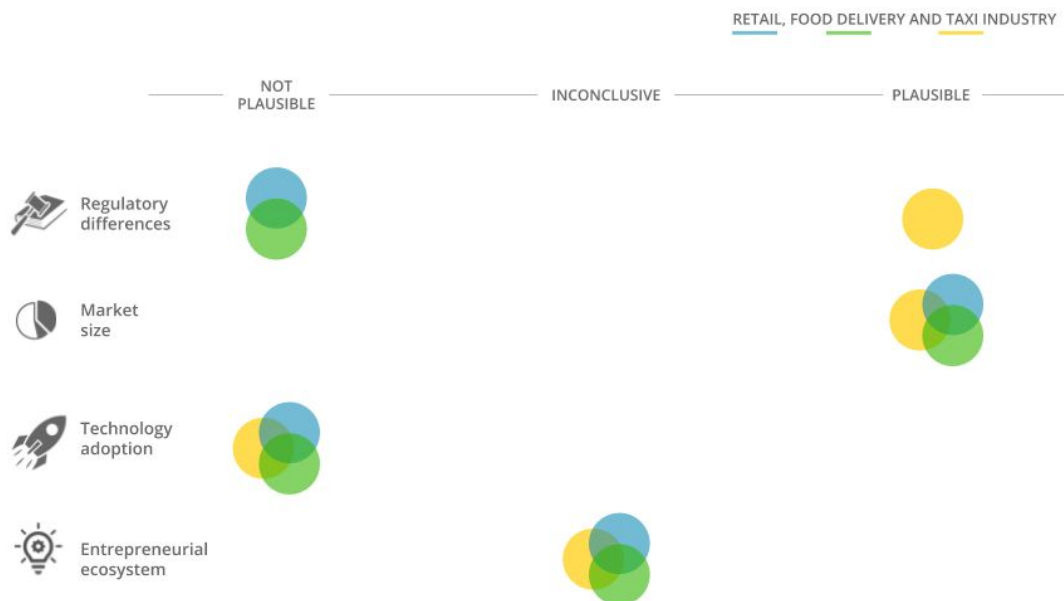 RETAIL, FOOD DELIVERY AND TAXI INDUSTRY
NOT
PLAUSIBLE
INCONCLUSIVE
PLAUSIBLE
Regulatory
differences
Market
size
Technology
adoption
Entrepreneurial
ecosystem